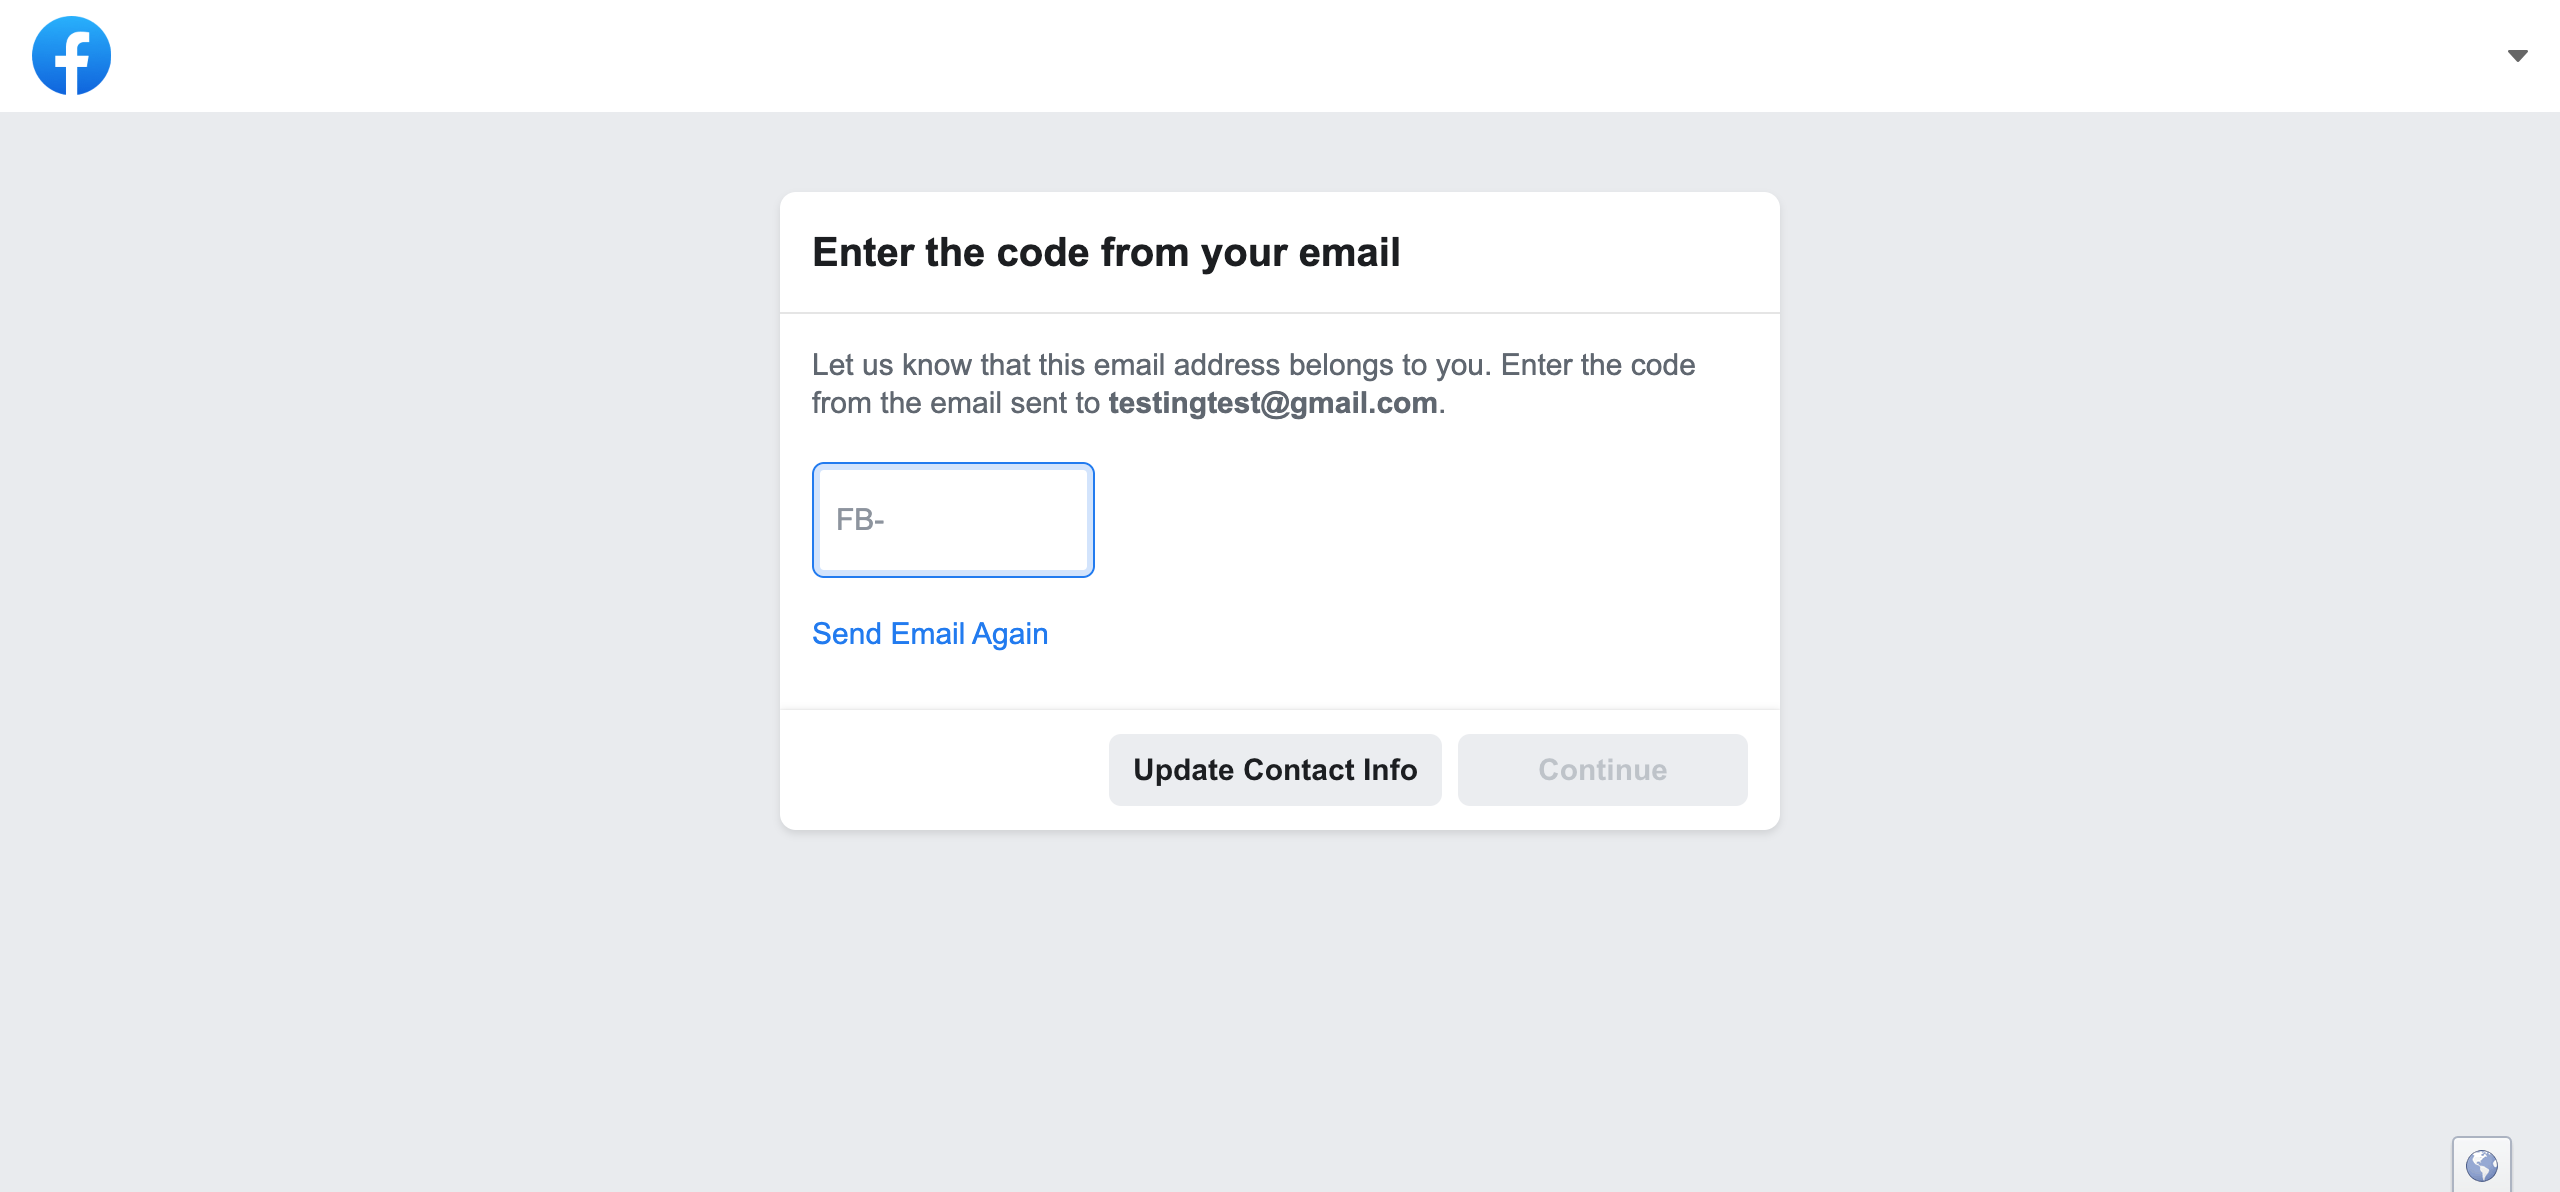 Enter the code from your email
Let us know that this email address belongs to you. Enter the code
from the email sent to testingtest@gmail.com.
FB-
Send Email Again
Update Contact Info
Continue